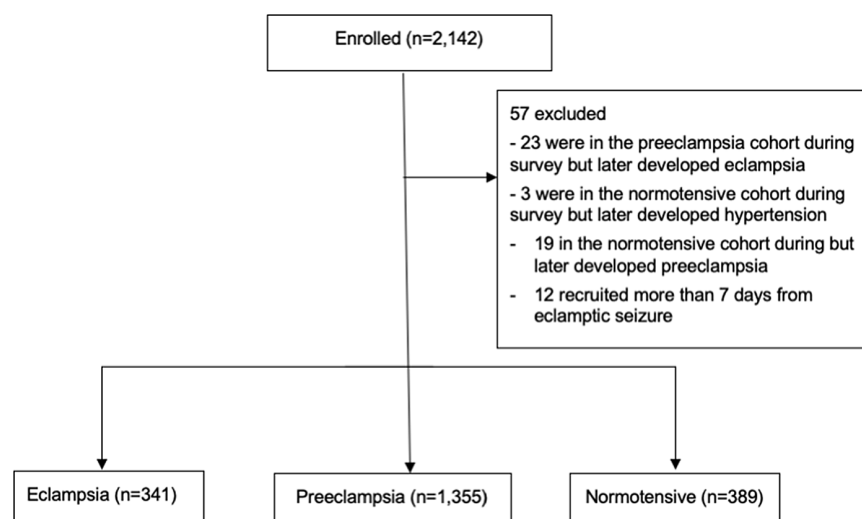 Enrolled (n=2,142)
57 excluded
- 23 were in the preeclampsia cohort during
survey but later developed eclampsia
- 3 were in the normotensive cohort during
survey but later developed hypertension
- 19 in the normotensive cohort during but
later developed preeclampsia
- 12 recruited more than 7 days from
eclamptic seizure
Eclampsia (n=341)
Preeclampsia (n=1,355)
Normotensive (n=389)